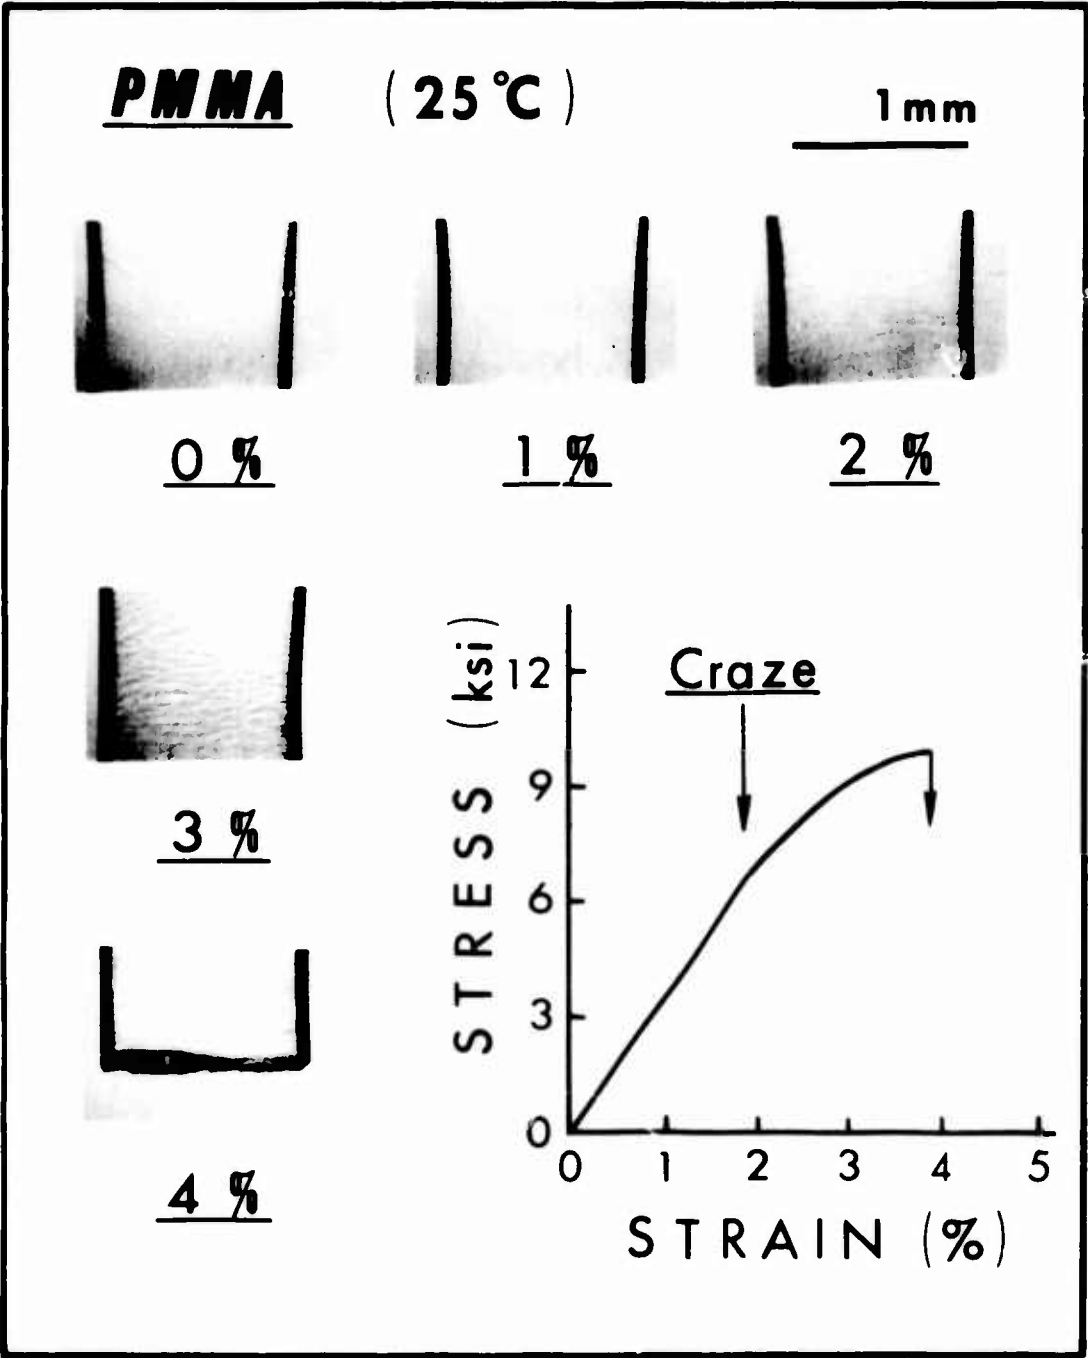 PMMA (25°C)
1mm
0 %
1 %
2 %
3 %
4 %
STRESS (ksi)
12
9
6
3
0
Craze
0 1 2 3 4 5
STRAIN (%)